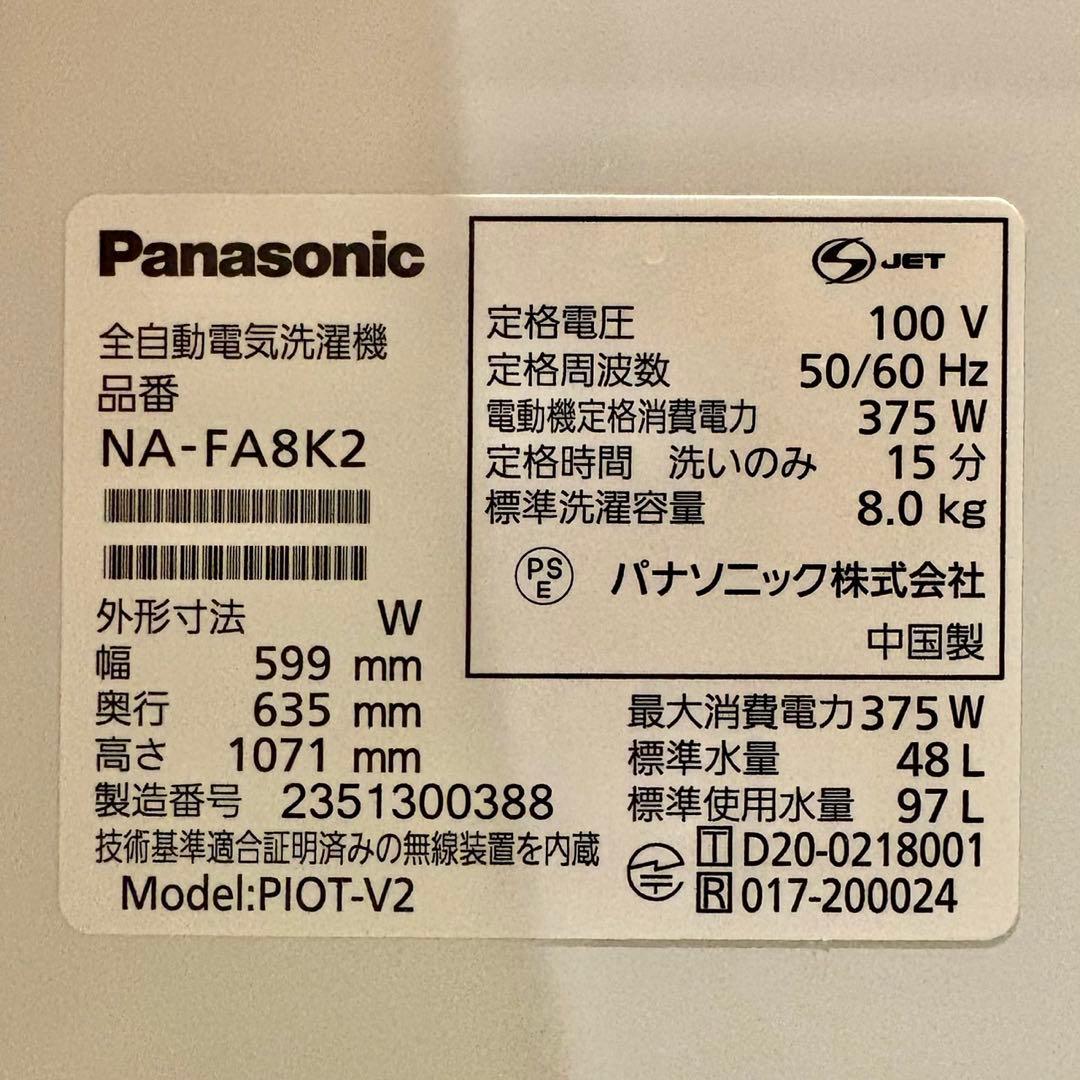 Panasonic
全自動電気洗濯機
品番
NA-FA8K2
外形寸法 W
幅 599 mm
奥行 635 mm
高さ 1071 mm
製造番号 2351300388
技術基準適合証明済みの無線装置を内蔵
Model:PIOT-V2
S JET
定格電圧 100 V
定格周波数 50/60 Hz
電動機定格消費電力 375 W
定格時間 洗いのみ 15 分
標準洗濯容量 8.0 kg
PS E パナソニック株式会社
中国製
最大消費電力 375 W
標準水量 48 L
標準使用水量 97 L
T D20-0218001
R 017-200024